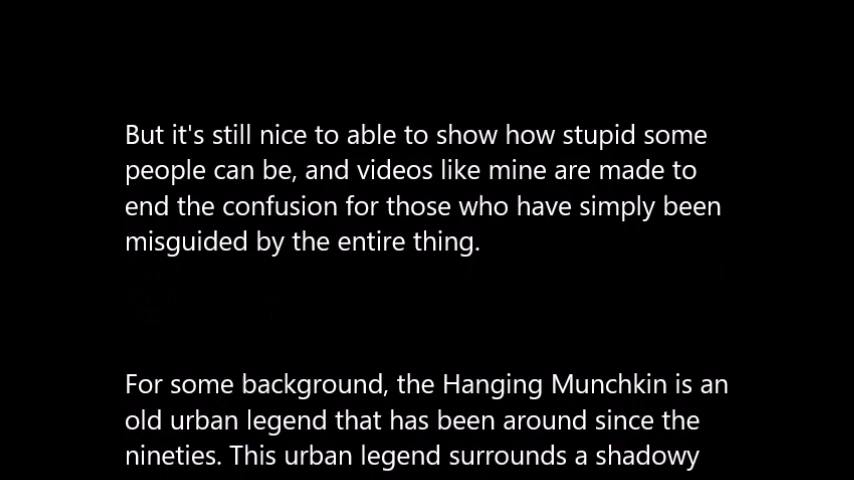 But it's still nice to able to show how stupid some
people can be, and videos like mine are made to
end the confusion for those who have simply been
misguided by the entire thing.
For some background, the Hanging Munchkin is an
old urban legend that has been around since the
nineties. This urban legend surrounds a shadowy